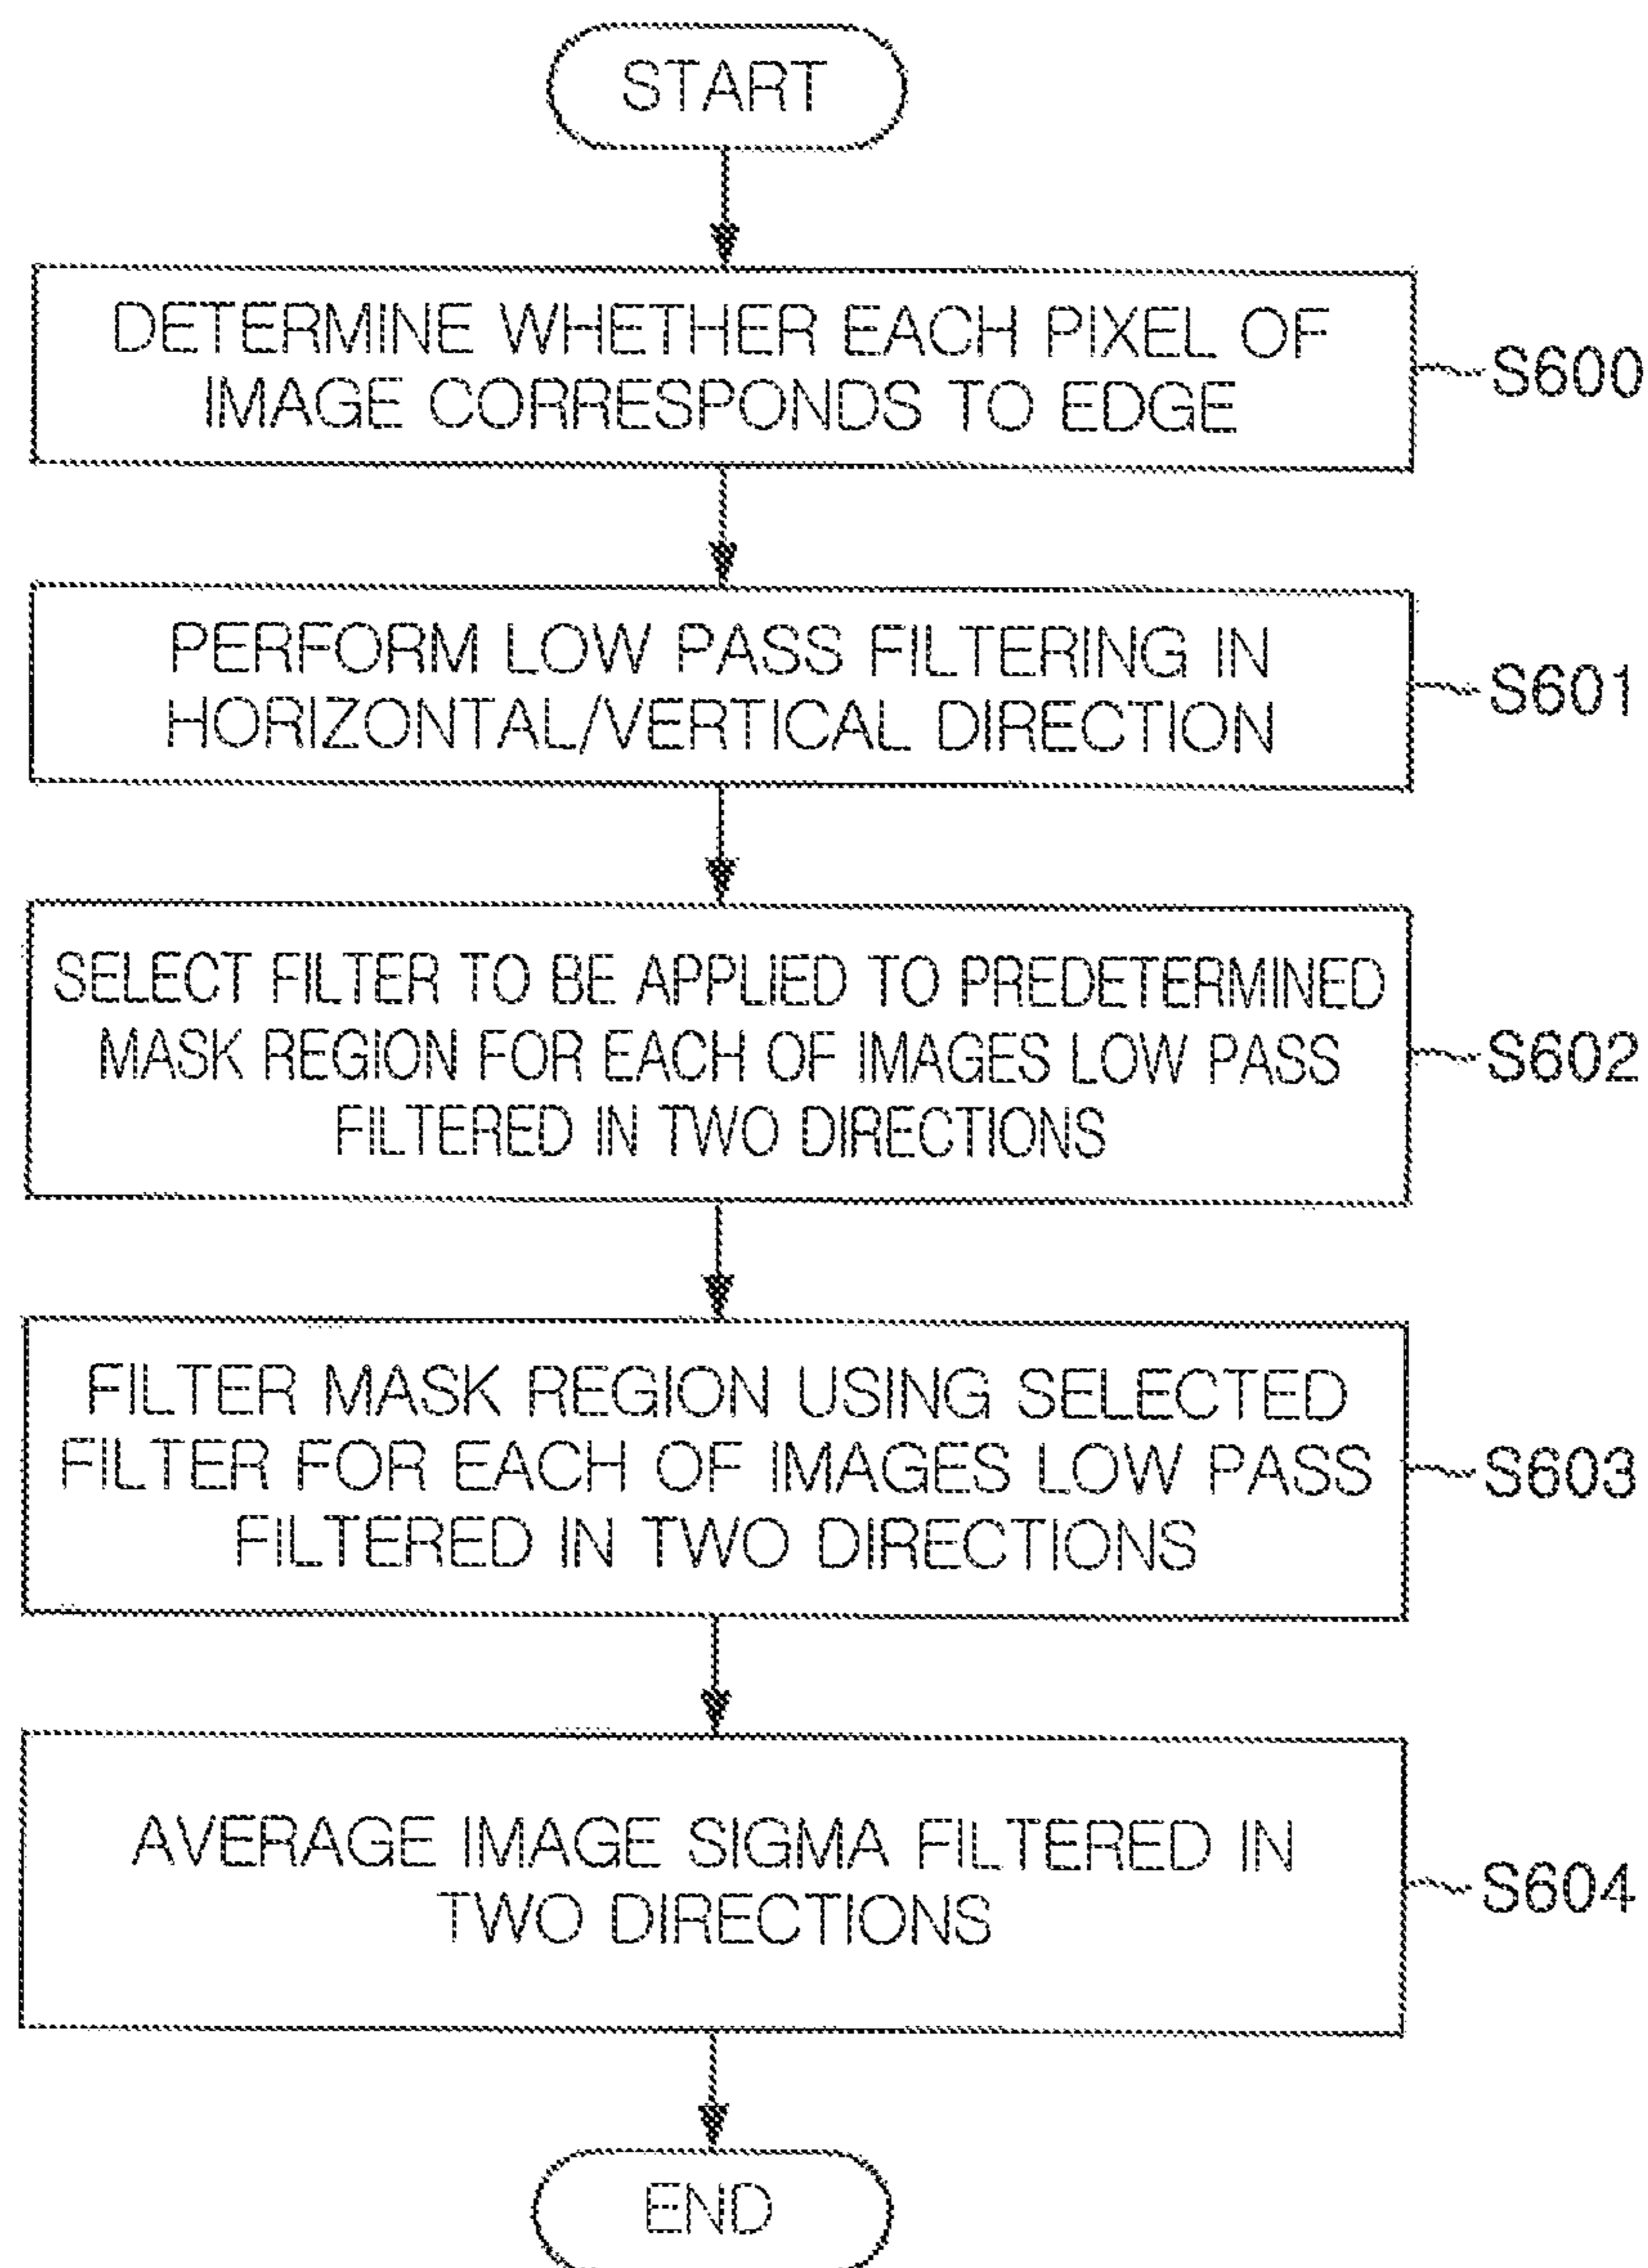 START
DETERMINE WHETHER EACH PIXEL OF
IMAGE CORRESPONDS TO EDGE
S600
PERFORM LOW PASS FILTERING IN
HORIZONTAL/VERTICAL DIRECTION
S601
SELECT FILTER TO BE APPLIED TO PREDETERMINED
MASK REGION FOR EACH OF IMAGES LOW PASS
FILTERED IN TWO DIRECTIONS
S602
FILTER MASK REGION USING SELECTED
FILTER FOR EACH OF IMAGES LOW PASS
FILTERED IN TWO DIRECTIONS
S603
AVERAGE IMAGE SIGMA FILTERED IN
TWO DIRECTIONS
S604
END